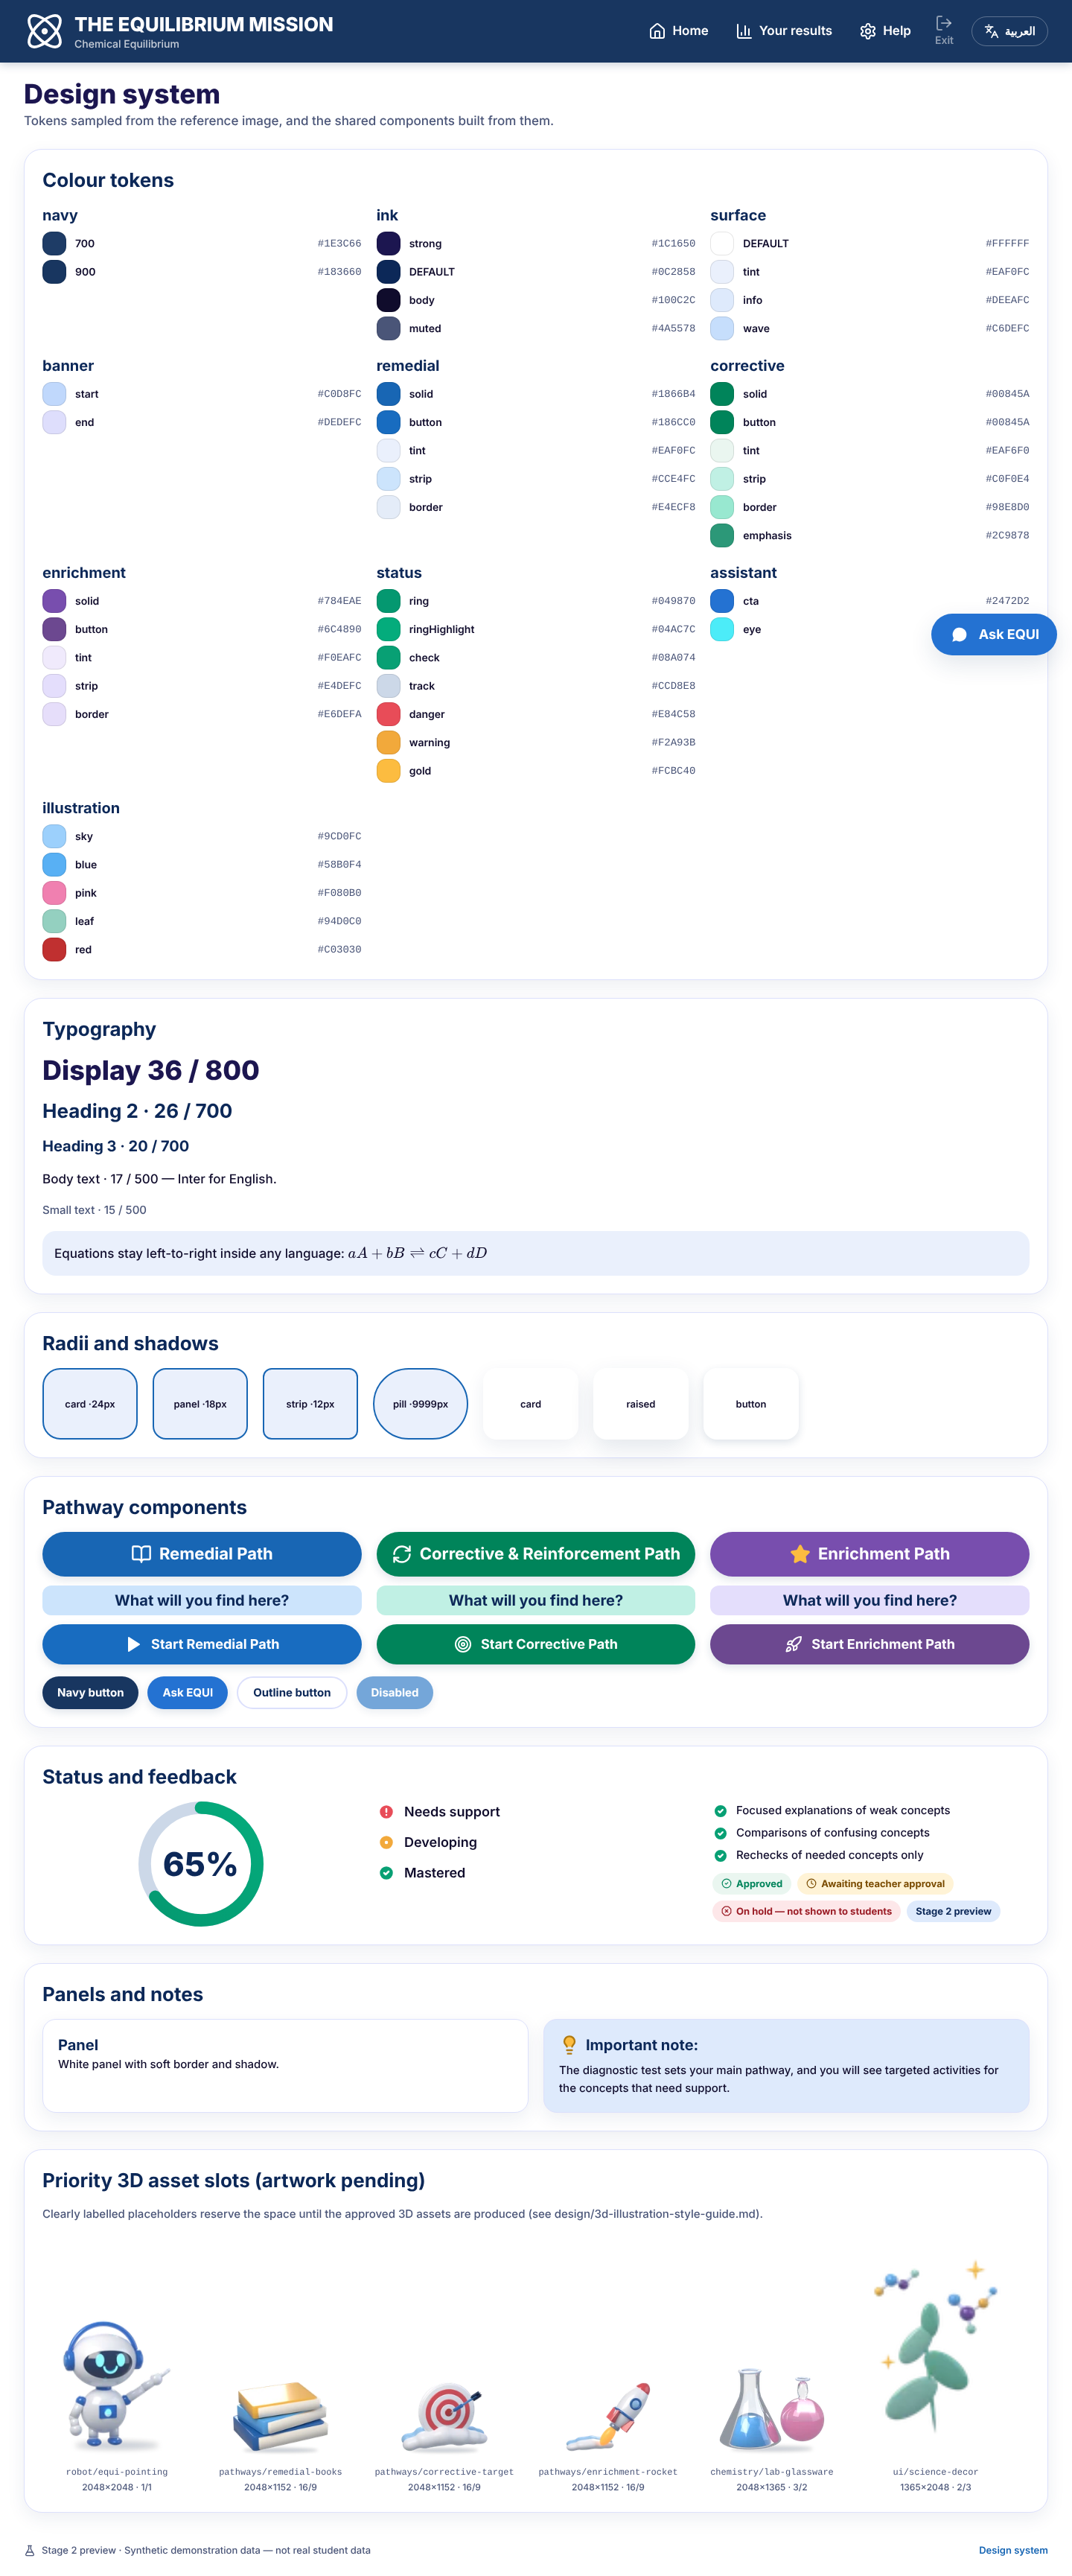 THE EQUILIBRIUM MISSION
Chemical Equilibrium
Home
Your results
Help
Exit
العربية
Design system
Tokens sampled from the reference image, and the shared components built from them.
Colour tokens
navy
700 #1E3C66
900 #183660
ink
strong #1C1650
DEFAULT #0C2858
body #100C2C
muted #4A5578
surface
DEFAULT #FFFFFF
tint #EAF0FC
info #DEEAFC
wave #C6DEFC
banner
start #C0D8FC
end #DEDEFC
remedial
solid #1866B4
button #186CC0
tint #EAF0FC
strip #CCE4FC
border #E4ECF8
corrective
solid #00845A
button #00845A
tint #EAF6F0
strip #C0F0E4
border #98E8D0
emphasis #2C9878
enrichment
solid #784EAE
button #6C4890
tint #F0EAFC
strip #E4DEFC
border #E6DEFA
status
ring #049870
ringHighlight #04AC7C
check #08A074
track #CCD8E8
danger #E84C58
warning #F2A93B
gold #FCBC40
assistant
cta #2472D2
eye
Ask EQUI
illustration
sky #9CD0FC
blue #58B0F4
pink #F080B0
leaf #94D0C0
red #C03030
Typography
Display 36 / 800
Heading 2 · 26 / 700
Heading 3 · 20 / 700
Body text · 17 / 500 — Inter for English.
Small text · 15 / 500
Equations stay left-to-right inside any language: aA + bB ⇌ cC + dD
Radii and shadows
card ·24px
panel ·18px
strip ·12px
pill ·9999px
card
raised
button
Pathway components
Remedial Path
Corrective & Reinforcement Path
Enrichment Path
What will you find here?
What will you find here?
What will you find here?
Start Remedial Path
Start Corrective Path
Start Enrichment Path
Navy button
Ask EQUI
Outline button
Disabled
Status and feedback
65%
Needs support
Developing
Mastered
Focused explanations of weak concepts
Comparisons of confusing concepts
Rechecks of needed concepts only
Approved
Awaiting teacher approval
On hold — not shown to students
Stage 2 preview
Panels and notes
Panel
White panel with soft border and shadow.
Important note:
The diagnostic test sets your main pathway, and you will see targeted activities for
the concepts that need support.
Priority 3D asset slots (artwork pending)
Clearly labelled placeholders reserve the space until the approved 3D assets are produced (see design/3d-illustration-style-guide.md).
robot/equi-pointing
2048×2048 · 1/1
pathways/remedial-books
2048×1152 · 16/9
pathways/corrective-target
2048×1152 · 16/9
pathways/enrichment-rocket
2048×1152 · 16/9
chemistry/lab-glassware
2048×1365 · 3/2
ui/science-decor
1365×2048 · 2/3
Stage 2 preview · Synthetic demonstration data — not real student data
Design system